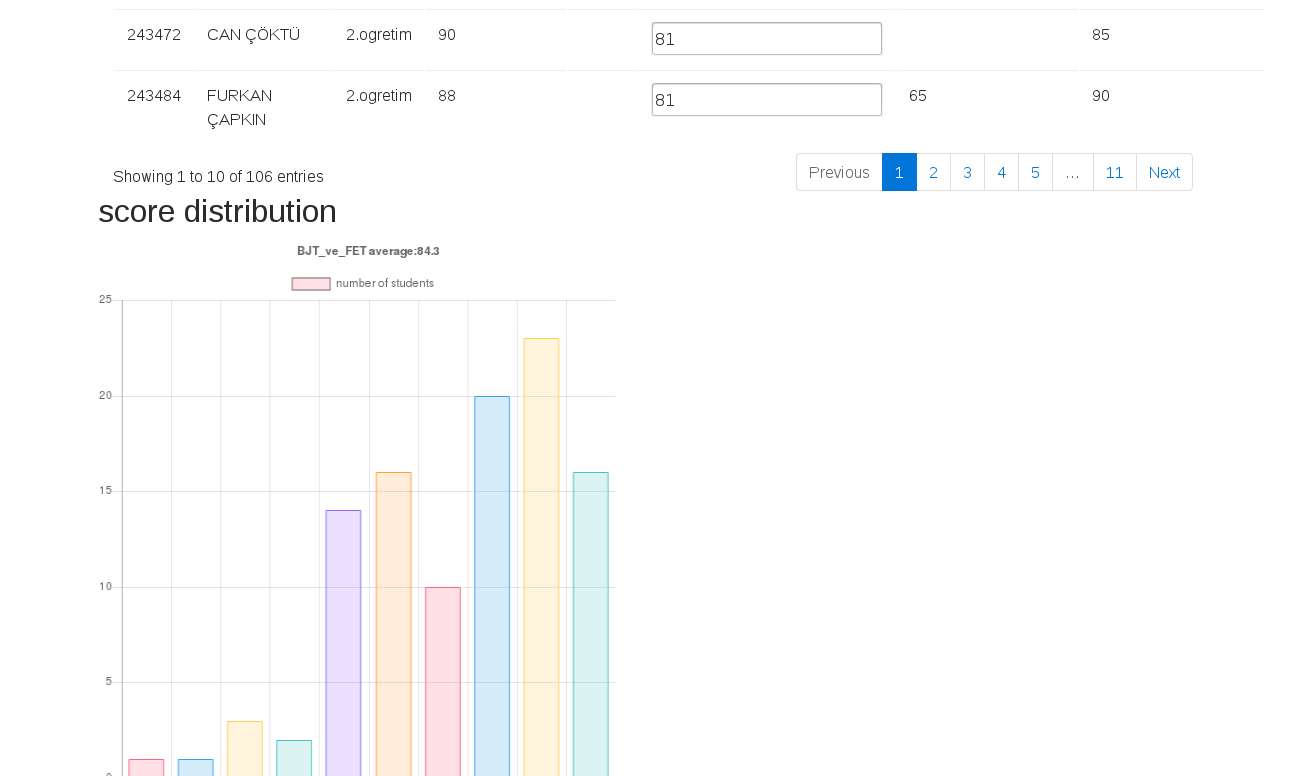 243472 CAN ÇÖKTÜ 2.ogretim 90 81 85
243484 FURKAN 2.ogretim 88 81 65 90
ÇAPKIN
Previous 1 2 3 4 5 … 11 Next
Showing 1 to 10 of 106 entries
score distribution
BJT_ve_FET average:84.3
number of students
25
20
15
10
5
0